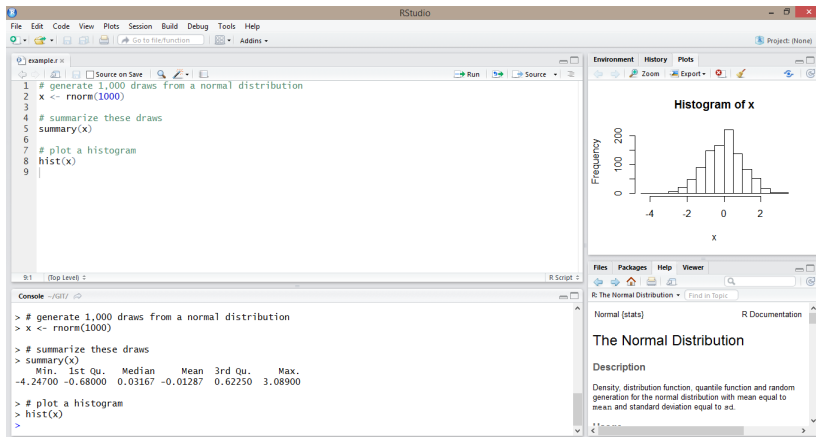 RStudio
File Edit Code View Plots Session Build Debug Tools Help
Go to file/function Addins Project: (None)
example.r
Source on Save Run Source
1 # generate 1,000 draws from a normal distribution
2 x <- rnorm(1000)
3
4 # summarize these draws
5 summary(x)
6
7 # plot a histogram
8 hist(x)
9
9:1 (Top Level) R Script
Console ~/GIT/
> # generate 1,000 draws from a normal distribution
> x <- rnorm(1000)
> # summarize these draws
> summary(x)
Min. 1st Qu. Median Mean 3rd Qu. Max.
-4.24700 -0.68000 0.03167 -0.01287 0.62250 3.08900
> # plot a histogram
> hist(x)
>
Environment History Plots
Zoom Export
Histogram of x
Frequency
200
100
0
-4 -2 0 2
x
Files Packages Help Viewer
R: The Normal Distribution Find in Topic
Normal {stats} R Documentation
The Normal Distribution
Description
Density, distribution function, quantile function and random
generation for the normal distribution with mean equal to
mean and standard deviation equal to sd.